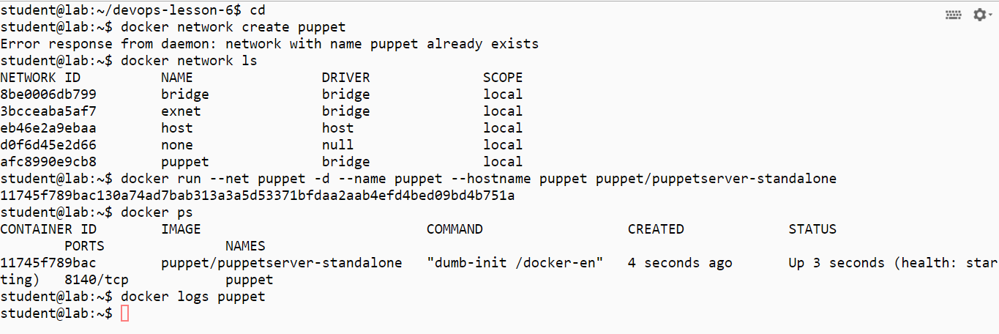 student@lab:~/devops-lesson-6$ cd
student@lab:~$ docker network create puppet
Error response from daemon: network with name puppet already exists
student@lab:~$ docker network ls
NETWORK ID          NAME                DRIVER              SCOPE
8be0006db799        bridge              bridge              local
3bcceaba5af7        exnet               bridge              local
eb46e2a9ebaa        host                host                local
d0f6d45e2d66        none                null                local
afc8990e9cb8        puppet              bridge              local
student@lab:~$ docker run --net puppet -d --name puppet --hostname puppet puppet/puppetserver-standalone
11745f789bac130a74ad7bab313a3a5d53371bfdaa2aab4efd4bed09bd4b751a
student@lab:~$ docker ps
CONTAINER ID        IMAGE                            COMMAND                  CREATED             STATUS
        PORTS               NAMES
11745f789bac        puppet/puppetserver-standalone   "dumb-init /docker-en"   4 seconds ago       Up 3 seconds (health: star
ting)   8140/tcp            puppet
student@lab:~$ docker logs puppet
student@lab:~$